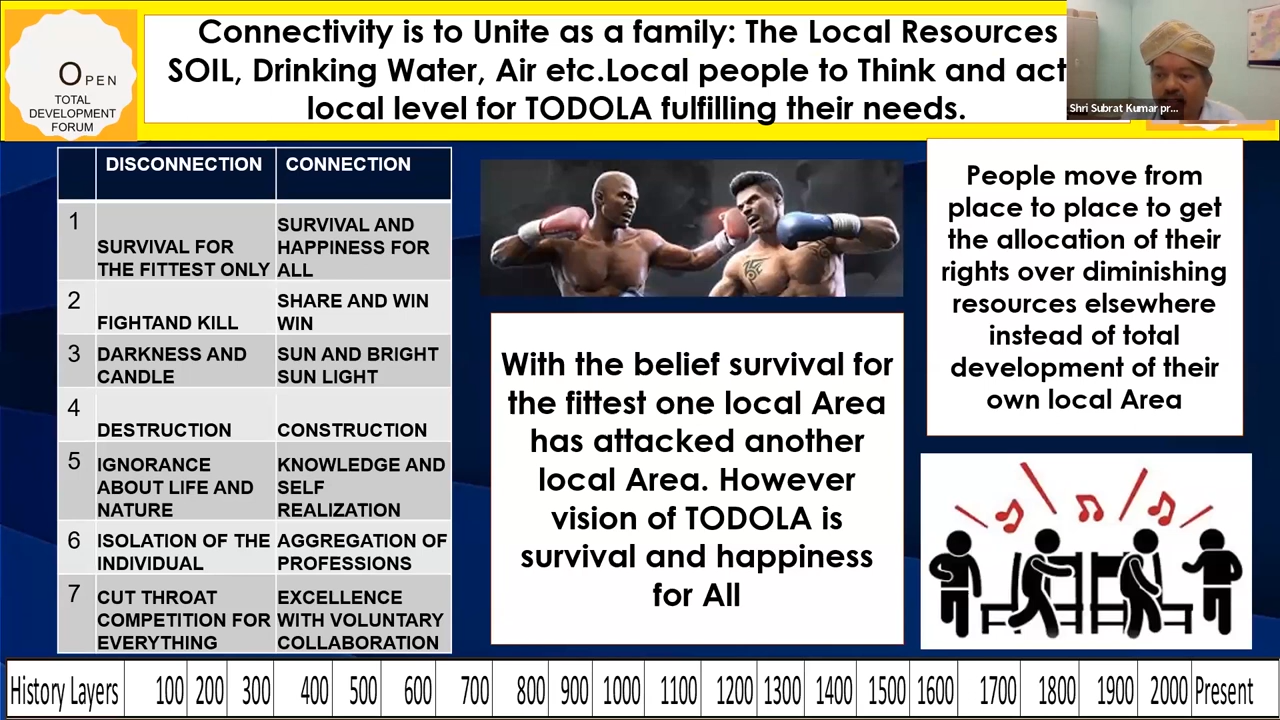 Connectivity is to Unite as a family: The Local Resources
SOIL, Drinking Water, Air etc.Local people to Think and act
local level for TODOLA fulfilling their needs.
OPEN
TOTAL
DEVELOPMENT
FORUM
Shri Subrat Kumar pr...
DISCONNECTION CONNECTION
1 SURVIVAL FOR
THE FITTEST ONLY
SURVIVAL AND
HAPPINESS FOR
ALL
2 FIGHTAND KILL
SHARE AND WIN
WIN
3 DARKNESS AND
CANDLE
SUN AND BRIGHT
SUN LIGHT
4 DESTRUCTION
CONSTRUCTION
5 IGNORANCE
ABOUT LIFE AND
NATURE
KNOWLEDGE AND
SELF
REALIZATION
6 ISOLATION OF THE
INDIVIDUAL
AGGREGATION OF
PROFESSIONS
7 CUT THROAT
COMPETITION FOR
EVERYTHING
EXCELLENCE
WITH VOLUNTARY
COLLABORATION
With the belief survival for
the fittest one local Area
has attacked another
local Area. However
vision of TODOLA is
survival and happiness
for All
People move from
place to place to get
the allocation of their
rights over diminishing
resources elsewhere
instead of total
development of their
own local Area
History Layers 100 200 300 400 500 600 700 800 900 1000 1100 1200 1300 1400 1500 1600 1700 1800 1900 2000 Present